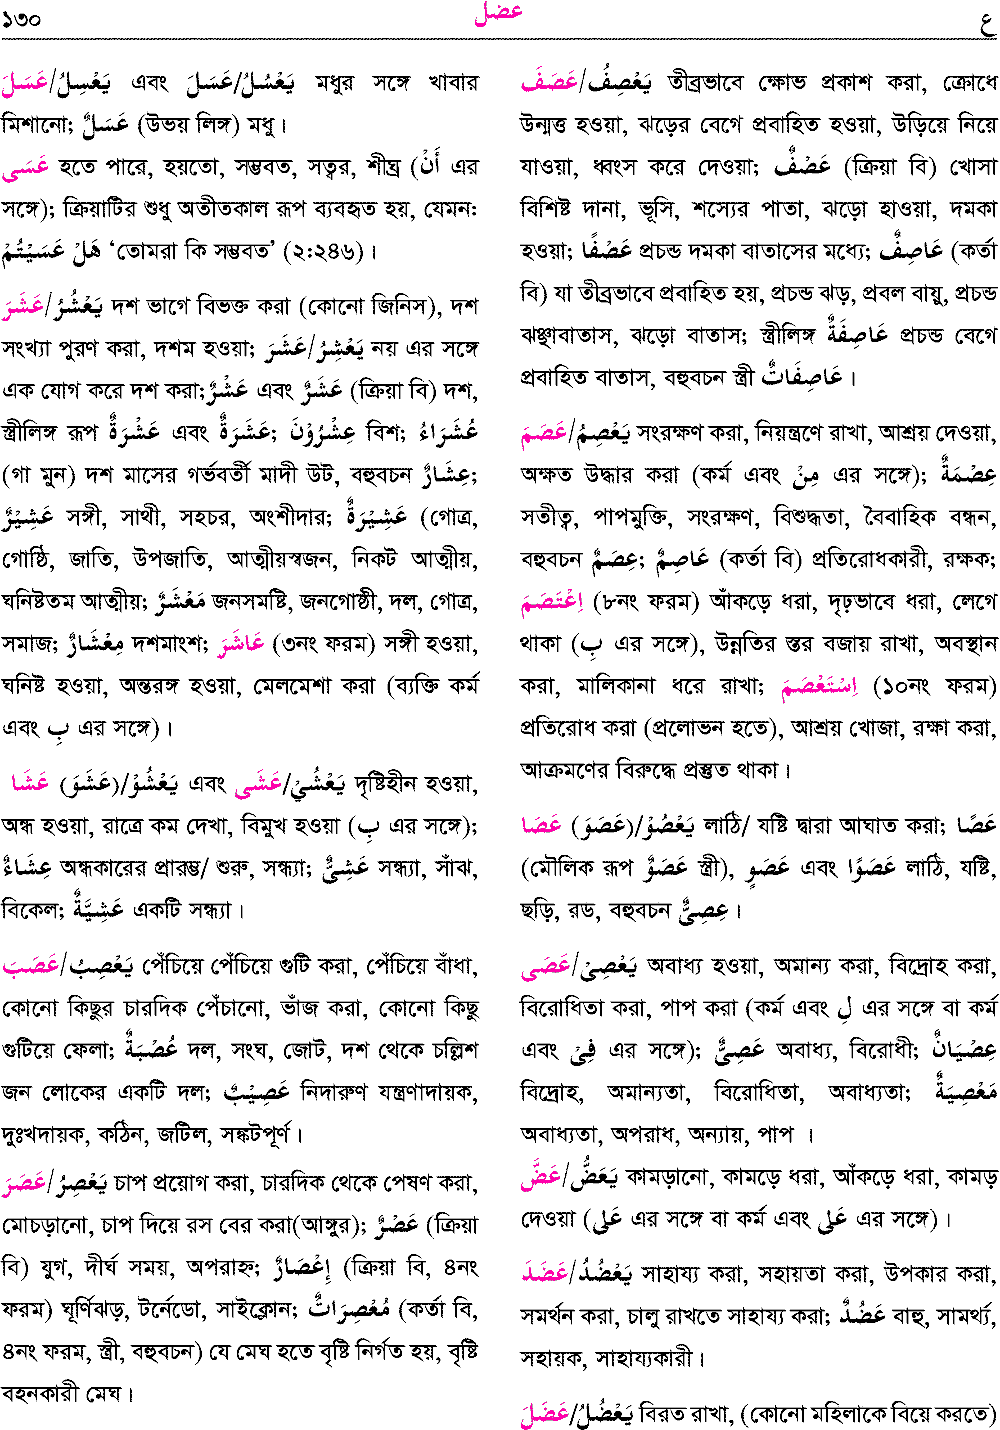 ১৩০ عضل ع
عَسَلَ/يَعْسِلُ এবং عَسَلَ/يَعْسُلُ মধুর সঙ্গে খাবার
মিশানো; عَسَلٌ (উভয় লিঙ্গ) মধু।
عَسَى হতে পারে, হয়তো, সম্ভবত, সত্বর, শীঘ্র (أَنْ এর
সঙ্গে); ক্রিয়াটির শুধু অতীতকাল রূপ ব্যবহৃত হয়, যেমন:
هَلْ عَسَيْتُمْ ‘তোমরা কি সম্ভবত’ (২:২৪৬)।
عَشَرَ/يَعْشُرُ দশ ভাগে বিভক্ত করা (কোনো জিনিস), দশ
সংখ্যা পুরণ করা, দশম হওয়া; عَشَرَ/يَعْشِرُ নয় এর সঙ্গে
এক যোগ করে দশ করা;عَشْرٌ এবং عَشَرٌ (ক্রিয়া বি) দশ,
স্ত্রীলিঙ্গ রূপ عَشْرَةٌ এবং عَشَرَةٌ; عِشْرُوْنَ বিশ; عُشَرَاءُ
(গা মুন) দশ মাসের গর্ভবর্তী মাদী উট, বহুবচন عِشَارٌ;
عَشِيْرٌ সঙ্গী, সাথী, সহচর, অংশীদার; عَشِيْرَةٌ (গোত্র,
গোষ্ঠি, জাতি, উপজাতি, আত্মীয়স্বজন, নিকট আত্মীয়,
ঘনিষ্টতম আত্মীয়; مَعْشَرٌ জনসমষ্টি, জনগোষ্ঠী, দল, গোত্র,
সমাজ; مِعْشَارٌ দশমাংশ; عَاشَرَ (৩নং ফরম) সঙ্গী হওয়া,
ঘনিষ্ট হওয়া, অন্তরঙ্গ হওয়া, মেলমেশা করা (ব্যক্তি কর্ম
এবং بِ এর সঙ্গে)।
عَشَا (عَشَوَ)/يَعْشُوْ এবং عَشَى/يَعْشُيْ দৃষ্টিহীন হওয়া,
অন্ধ হওয়া, রাত্রে কম দেখা, বিমুখ হওয়া (بِ এর সঙ্গে);
عِشَاءٌ অন্ধকারের প্রারম্ভ/ শুরু, সন্ধ্যা; عَشِيٌّ সন্ধ্যা, সাঁঝ,
বিকেল; عَشِيَّةٌ একটি সন্ধ্যা।
عَصَبَ/يَعْصِبُ পেঁচিয়ে পেঁচিয়ে গুটি করা, পেঁচিয়ে বাঁধা,
কোনো কিছুর চারদিক পেঁচানো, ভাঁজ করা, কোনো কিছু
গুটিয়ে ফেলা; عُصْبَةٌ দল, সংঘ, জোট, দশ থেকে চল্লিশ
জন লোকের একটি দল; عَصِيْبٌ নিদারুণ যন্ত্রণাদায়ক,
দুঃখদায়ক, কঠিন, জটিল, সঙ্কটপূর্ণ।
عَصَرَ/يَعْصِرُ চাপ প্রয়োগ করা, চারদিক থেকে পেষণ করা,
মোচড়ানো, চাপ দিয়ে রস বের করা(আঙ্গুর); عَصْرٌ (ক্রিয়া
বি) যুগ, দীর্ঘ সময়, অপরাহ্ন; إِعْصَارٌ (ক্রিয়া বি, ৪নং
ফরম) ঘূর্ণিঝড়, টর্নেডো, সাইক্লোন; مُعْصِرَاتٌ (কর্তা বি,
৪নং ফরম, স্ত্রী, বহুবচন) যে মেঘ হতে বৃষ্টি নির্গত হয়, বৃষ্টি
বহনকারী মেঘ।
عَصَفَ/يَعْصِفُ তীব্রভাবে ক্ষোভ প্রকাশ করা, ক্রোধে
উন্মত্ত হওয়া, ঝড়ের বেগে প্রবাহিত হওয়া, উড়িয়ে নিয়ে
যাওয়া, ধ্বংস করে দেওয়া; عَصْفٌ (ক্রিয়া বি) খোসা
বিশিষ্ট দানা, ভূসি, শস্যের পাতা, ঝড়ো হাওয়া, দমকা
হওয়া; عَصْفًا প্রচন্ড দমকা বাতাসের মধ্যে; عَاصِفٌ (কর্তা
বি) যা তীব্রভাবে প্রবাহিত হয়, প্রচন্ড ঝড়, প্রবল বায়ু, প্রচন্ড
ঝঞ্ঝাবাতাস, ঝড়ো বাতাস; স্ত্রীলিঙ্গ عَاصِفَةٌ প্রচন্ড বেগে
প্রবাহিত বাতাস, বহুবচন স্ত্রী عَاصِفَاتٌ।
عَصَمَ/يَعْصِمُ সংরক্ষণ করা, নিয়ন্ত্রণে রাখা, আশ্রয় দেওয়া,
অক্ষত উদ্ধার করা (কর্ম এবং مِنْ এর সঙ্গে); عِصْمَةٌ
সতীত্ব, পাপমুক্তি, সংরক্ষণ, বিশুদ্ধতা, বৈবাহিক বন্ধন,
বহুবচন عِصَمٌ; عَاصِمٌ (কর্তা বি) প্রতিরোধকারী, রক্ষক;
اِعْتَصَمَ (৮নং ফরম) আঁকড়ে ধরা, দৃঢ়ভাবে ধরা, লেগে
থাকা (بِ এর সঙ্গে), উন্নতির স্তর বজায় রাখা, অবস্থান
করা, মালিকানা ধরে রাখা; اِسْتَعْصَمَ (১০নং ফরম)
প্রতিরোধ করা (প্রলোভন হতে), আশ্রয় খোজা, রক্ষা করা,
আক্রমণের বিরুদ্ধে প্রস্তুত থাকা।
عَصَا (عَصَوَ)/يَعْصُوْ লাঠি/ যষ্টি দ্বারা আঘাত করা; عَصًا
(মৌলিক রূপ عَصَوٌ স্ত্রী), عَصَوٍ এবং عَصَوًا লাঠি, যষ্টি,
ছড়ি, রড, বহুবচন عِصِيٌّ।
عَصَى/يَعْصِيْ অবাধ্য হওয়া, অমান্য করা, বিদ্রোহ করা,
বিরোধিতা করা, পাপ করা (কর্ম এবং لِ এর সঙ্গে বা কর্ম
এবং فِيْ এর সঙ্গে); عَصِيٌّ অবাধ্য, বিরোধী; عِصْيَانٌ
বিদ্রোহ, অমান্যতা, বিরোধিতা, অবাধ্যতা; مَعْصِيَةٌ
অবাধ্যতা, অপরাধ, অন্যায়, পাপ ।
عَضَّ/يَعَضُّ কামড়ানো, কামড়ে ধরা, আঁকড়ে ধরা, কামড়
দেওয়া (عَلَى এর সঙ্গে বা কর্ম এবং عَلَى এর সঙ্গে)।
عَضَدَ/يَعْضُدُ সাহায্য করা, সহায়তা করা, উপকার করা,
সমর্থন করা, চালু রাখতে সাহায্য করা; عَضُدٌ বাহু, সামর্থ্য,
সহায়ক, সাহায্যকারী।
عَضَلَ/يَعْضُلُ বিরত রাখা, (কোনো মহিলাকে বিয়ে করতে)